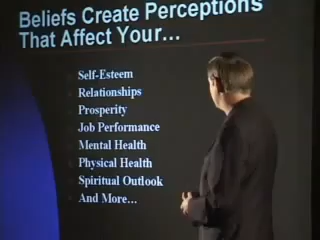 Beliefs Create Perceptions
That Affect Your...
Self-Esteem
Relationships
Prosperity
Job Performance
Mental Health
Physical Health
Spiritual Outlook
And More...